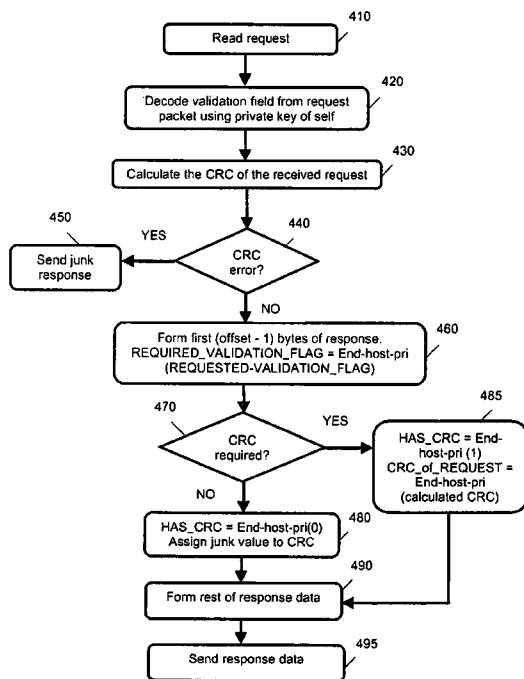 410
Read request
420
Decode validation field from request
packet using private key of self
430
Calculate the CRC of the received request
450
YES
440
Send junk
response
CRC
error?
NO
Form first (offset - 1) bytes of response.
REQUIRED_VALIDATION_FLAG = End-host-pri
(REQUESTED-VALIDATION_FLAG)
460
470
YES
485
CRC
required?
HAS_CRC = End-
host-pri (1)
CRC_of_REQUEST =
End-host-pri
(calculated CRC)
NO
HAS_CRC = End-host-pri(0)
Assign junk value to CRC
480
490
Form rest of response data
495
Send response data